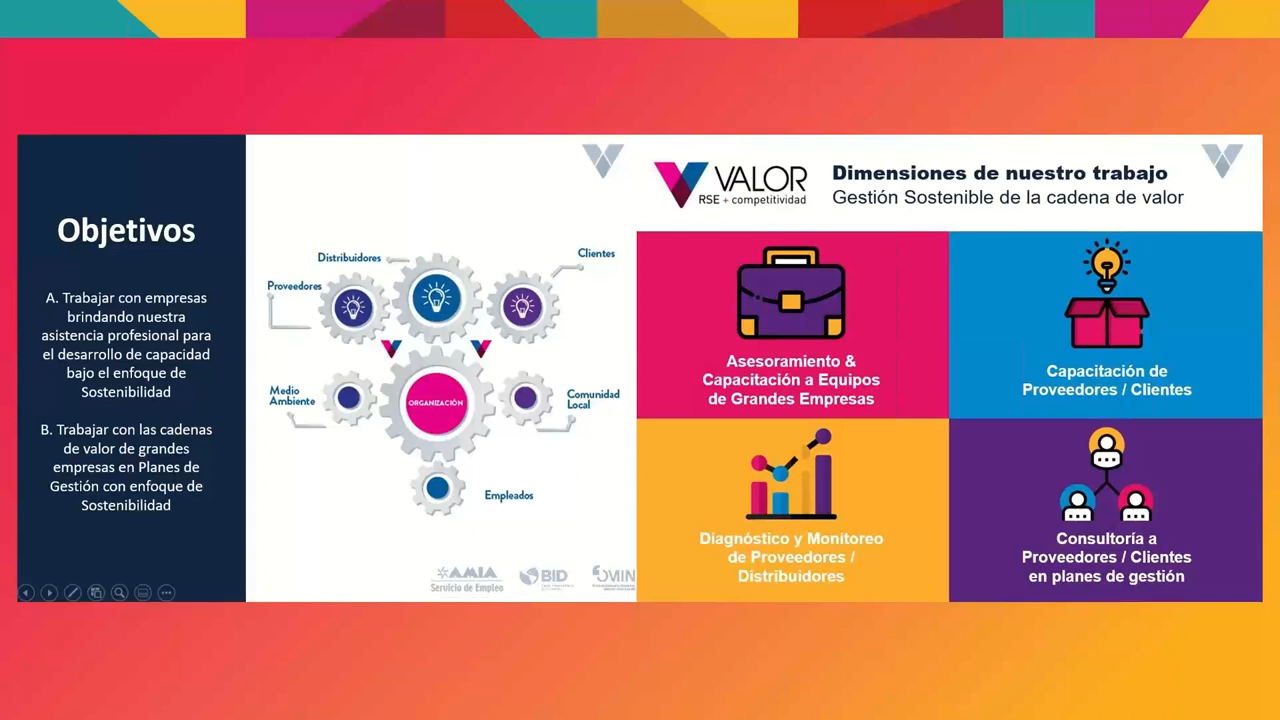 Objetivos
A. Trabajar con empresas
brindando nuestra
asistencia profesional para
el desarrollo de capacidad
bajo el enfoque de
Sostenibilidad
B. Trabajar con las cadenas
de valor de grandes
empresas en Planes de
Gestión con enfoque de
Sostenibilidad
Distribuidores
Clientes
Proveedores
Medio
Ambiente
ORGANIZACIÓN
Comunidad
Local
Empleados
AMIA
Servicio de Empleo
BID
VALOR
RSE + competitividad
Dimensiones de nuestro trabajo
Gestión Sostenible de la cadena de valor
Asesoramiento &
Capacitación a Equipos
de Grandes Empresas
Capacitación de
Proveedores / Clientes
Diagnóstico y Monitoreo
de Proveedores /
Distribuidores
Consultoría a
Proveedores / Clientes
en planes de gestión